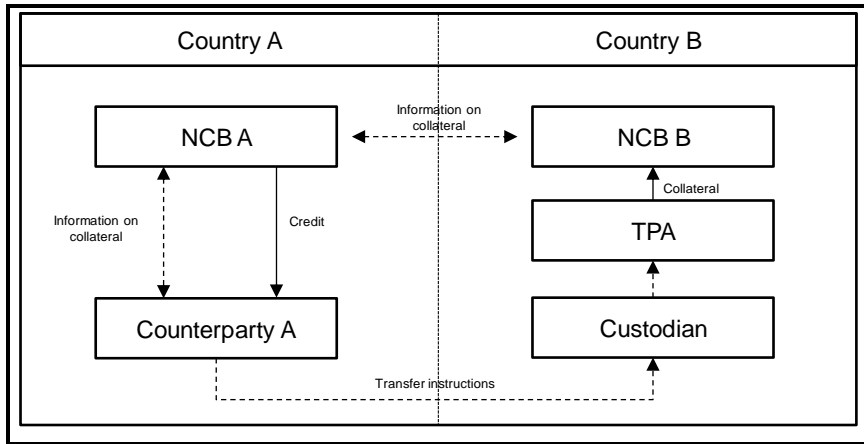 Country A
Country B
Information on
collateral
NCB A
NCB B
Collateral
Information on
collateral
Credit
TPA
Counterparty A
Custodian
Transfer instructions